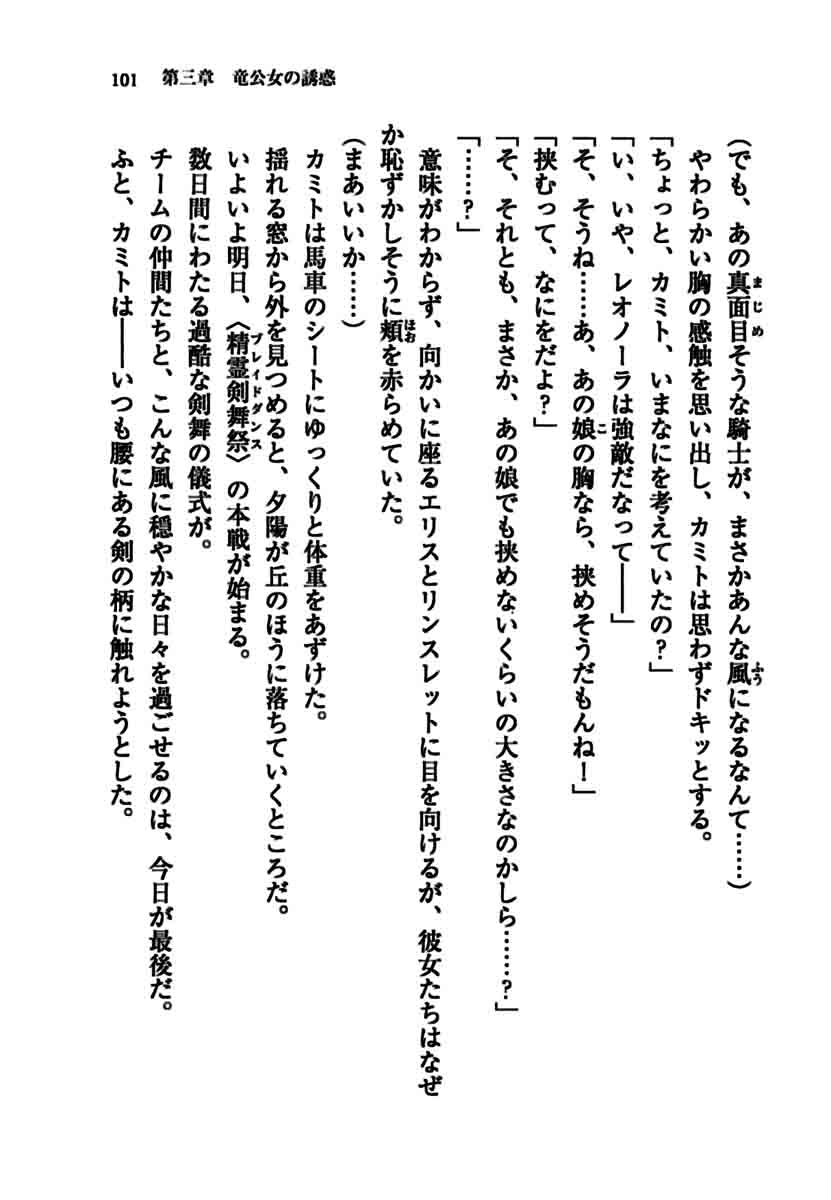 101 第三章 竜公女の誘惑
(でも、あの真面目そうな騎士が、まさかあんな風になるなんて……)
やわらかい胸の感触を思い出し、カミトは思わずドキッとする。
「ちょっと、カミト、いまなにを考えていたの?」
「い、いや、レオノーラは強敵だなって――」
「そ、そうね……あ、あの娘の胸なら、挟めそうだもんね!」
「挟むって、なにをだよ?」
「そ、それとも、まさか、あの娘でも挟めないくらいの大きさなのかしら……?」
「……?」
意味がわからず、向かいに座るエリスとリンスレットに目を向けるが、彼女たちはなぜ
か恥ずかしそうに頬を赤らめていた。
(まあいいか……)
カミトは馬車のシートにゆっくりと体重をあずけた。
揺れる窓から外を見つめると、夕陽が丘のほうに落ちていくところだ。
いよいよ明日、〈精霊剣舞祭〉の本戦が始まる。
数日間にわたる過酷な剣舞の儀式が。
チームの仲間たちと、こんな風に穏やかな日々を過ごせるのは、今日が最後だ。
ふと、カミトは――いつも腰にある剣の柄に触れようとした。
まじめ
ふう
こ
ほお
ブレイドダンス